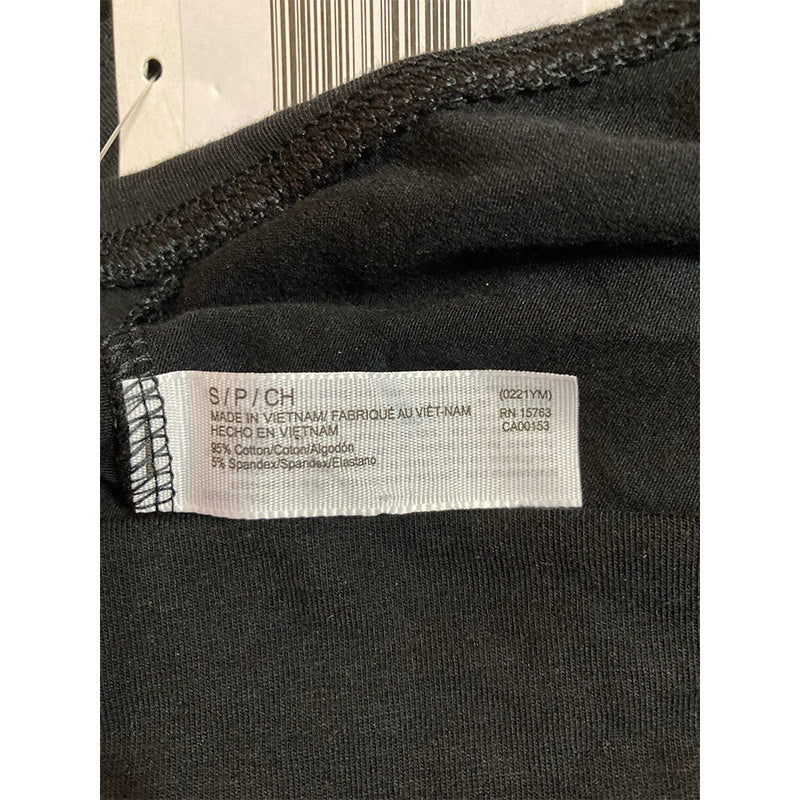 S / P / CH (0221YM)
MADE IN VIETNAM/ FABRIQUÉ AU VIÊT-NAM RN 15763
HECHO EN VIETNAM CA00153
95% Cotton/Coton/Algodón
5% Spandex/Spandex/Elastano